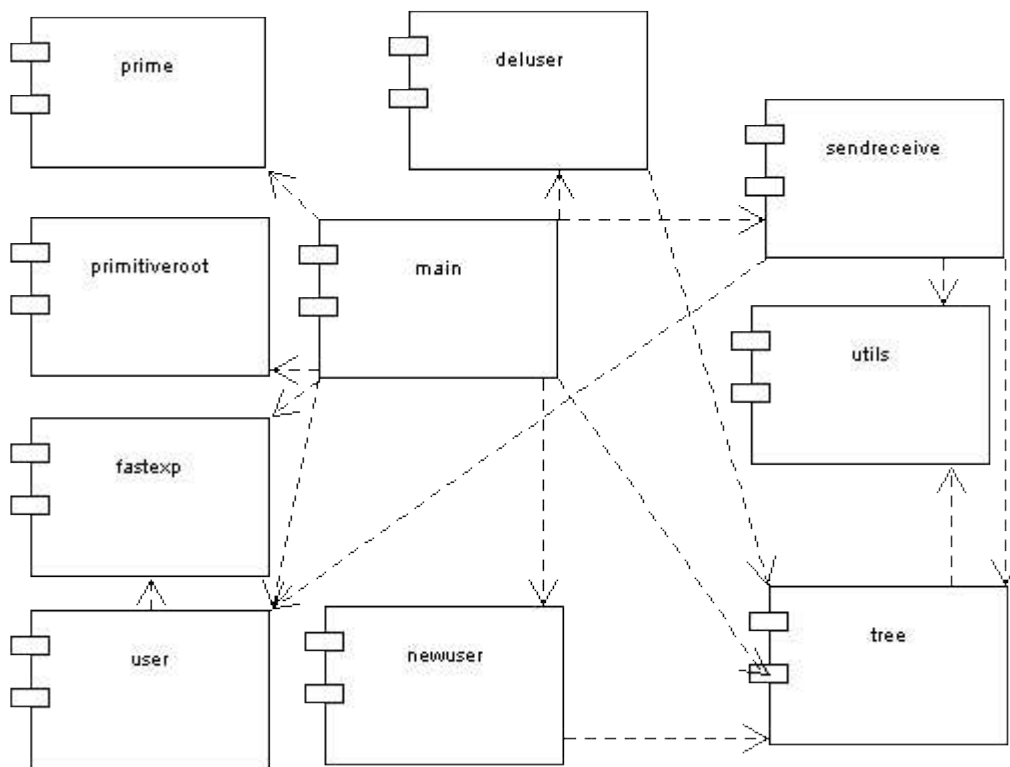 prime
deluser
sendreceive
primitiveroot
main
utils
fastexp
user
newuser
tree